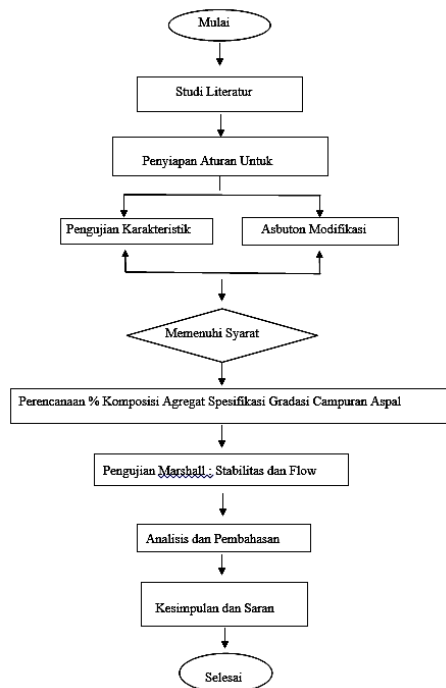 Mulai
Studi Literatur
Penyiapan Aturan Untuk
Pengujian Karakteristik
Asbuton Modifikasi
Memenuhi Syarat
Perencanaan % Komposisi Agregat Spesifikasi Gradasi Campuran Aspal
Pengujian Marshall : Stabilitas dan Flow
Analisis dan Pembahasan
Kesimpulan dan Saran
Selesai